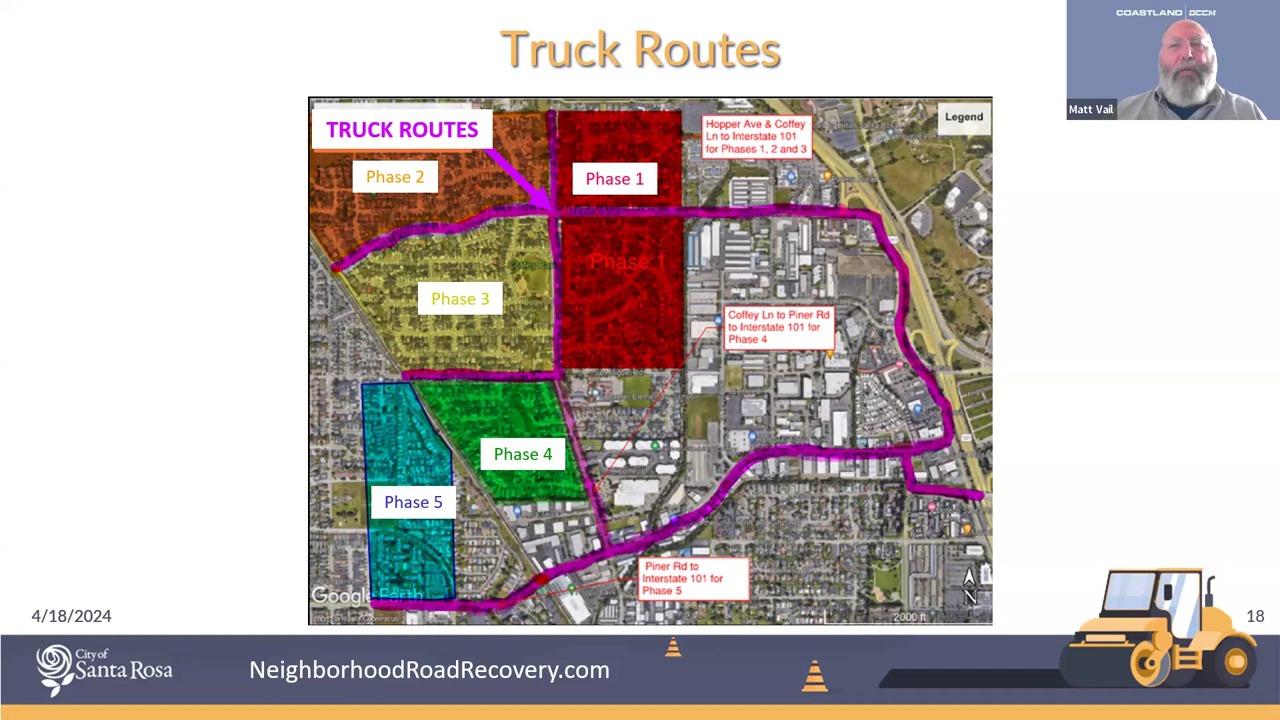 Truck Routes
COASTLAND | DCCM
Matt Vail
TRUCK ROUTES
Legend
Hopper Ave & Coffey
Ln to Interstate 101
for Phases 1, 2 and 3
Phase 2
Phase 1
Phase 1
Phase 3
Coffey Ln to Piner Rd
to Interstate 101 for
Phase 4
Phase 4
Phase 5
Piner Rd to
Interstate 101 for
Phase 5
Google Earth
N
2000 ft
4/18/2024
18
City of
Santa Rosa
NeighborhoodRoadRecovery.com